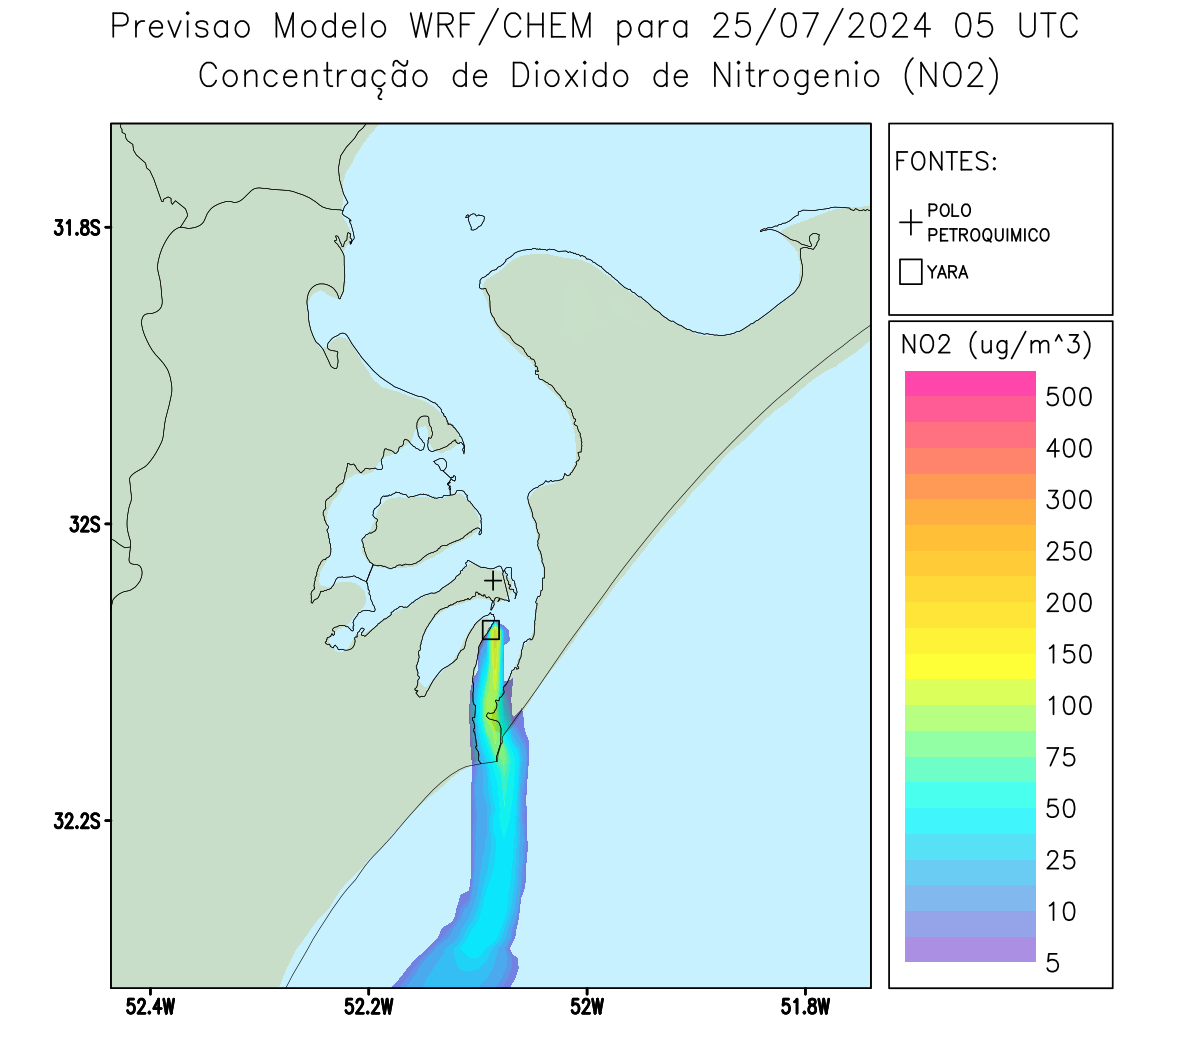 Previsao Modelo WRF/CHEM para 25/07/2024 05 UTC
Concentração de Dioxido de Nitrogenio (NO2)
FONTES:
POLO
PETROQUIMICO
YARA
31.8S
32S
32.2S
52.4W
52.2W
52W
51.8W
NO2 (ug/m^3)
500
400
300
250
200
150
100
75
50
25
10
5